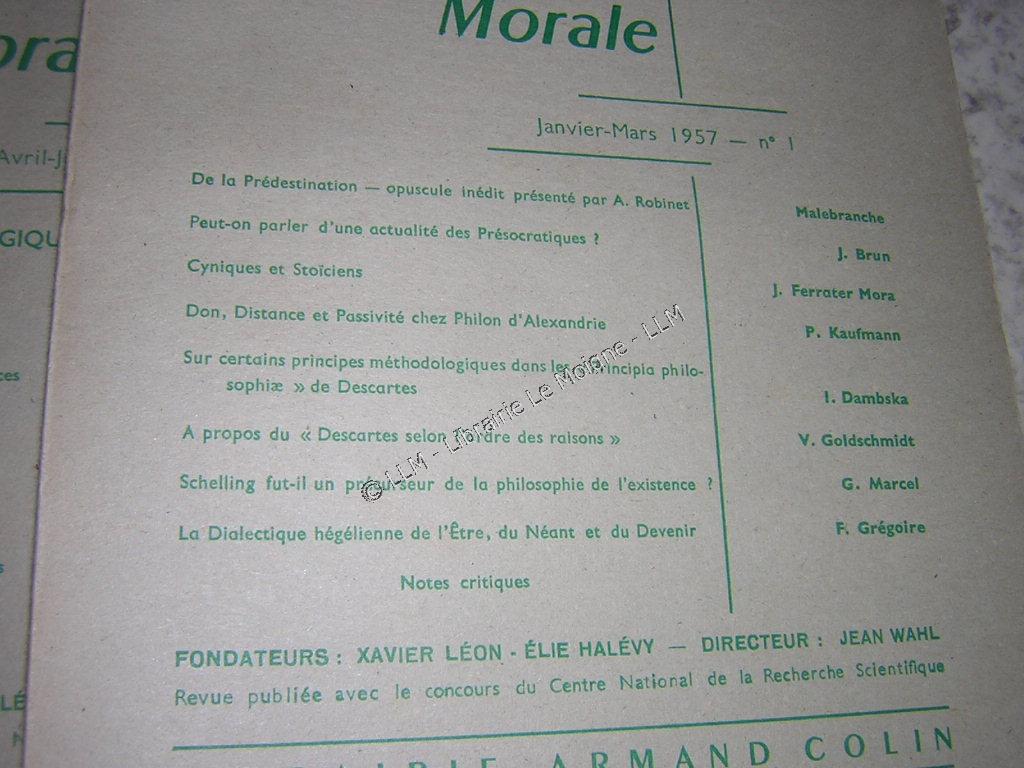 Morale
Janvier-Mars 1957 — n° 1
De la Prédestination — opuscule inédit présenté par A. Robinet Malebranche
Peut-on parler d'une actualité des Présocratiques ? J. Brun
Cyniques et Stoïciens J. Ferrater Mora
Don, Distance et Passivité chez Philon d'Alexandrie P. Kaufmann
Sur certains principes méthodologiques dans les « Principia philo-
sophiæ » de Descartes I. Dambska
A propos du « Descartes selon l'ordre des raisons » V. Goldschmidt
Schelling fut-il un précurseur de la philosophie de l'existence ? G. Marcel
La Dialectique hégélienne de l'Être, du Néant et du Devenir F. Grégoire
Notes critiques
FONDATEURS : XAVIER LÉON - ÉLIE HALÉVY — DIRECTEUR : JEAN WAHL
Revue publiée avec le concours du Centre National de la Recherche Scientifique
ARMAND COLIN
© LLM - Librairie Le Moigne - LLM